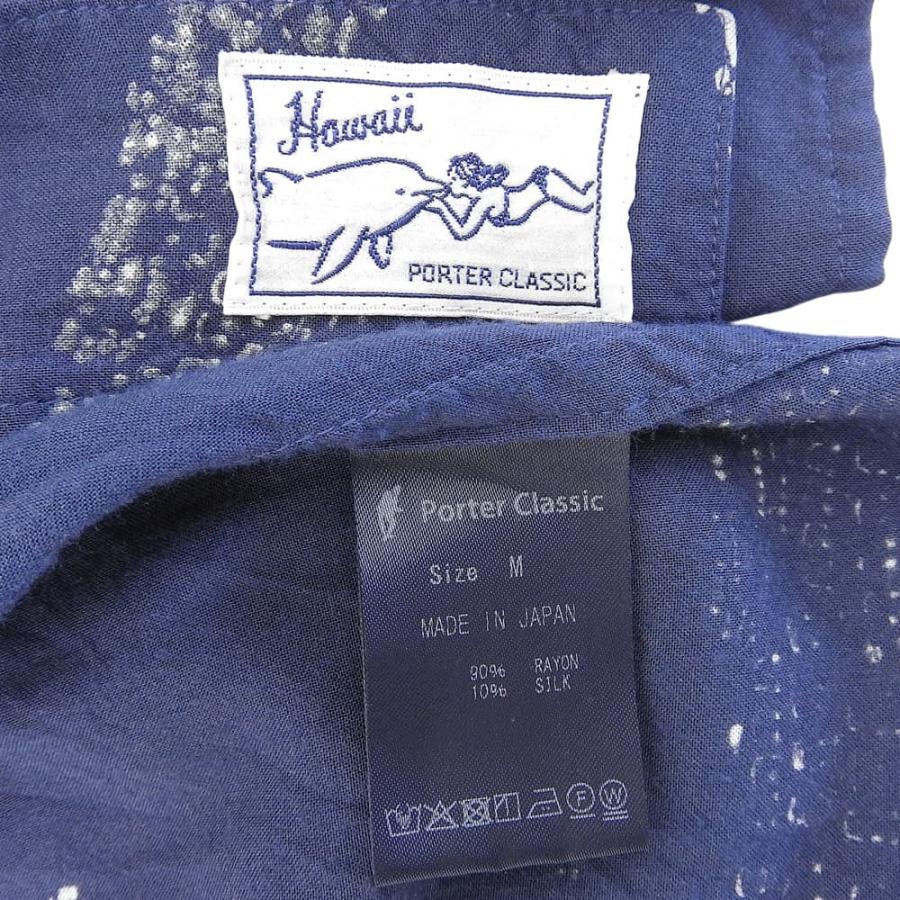 Hawaii
PORTER CLASSIC
Porter Classic
Size M
MADE IN JAPAN
90% RAYON
10% SILK
F W